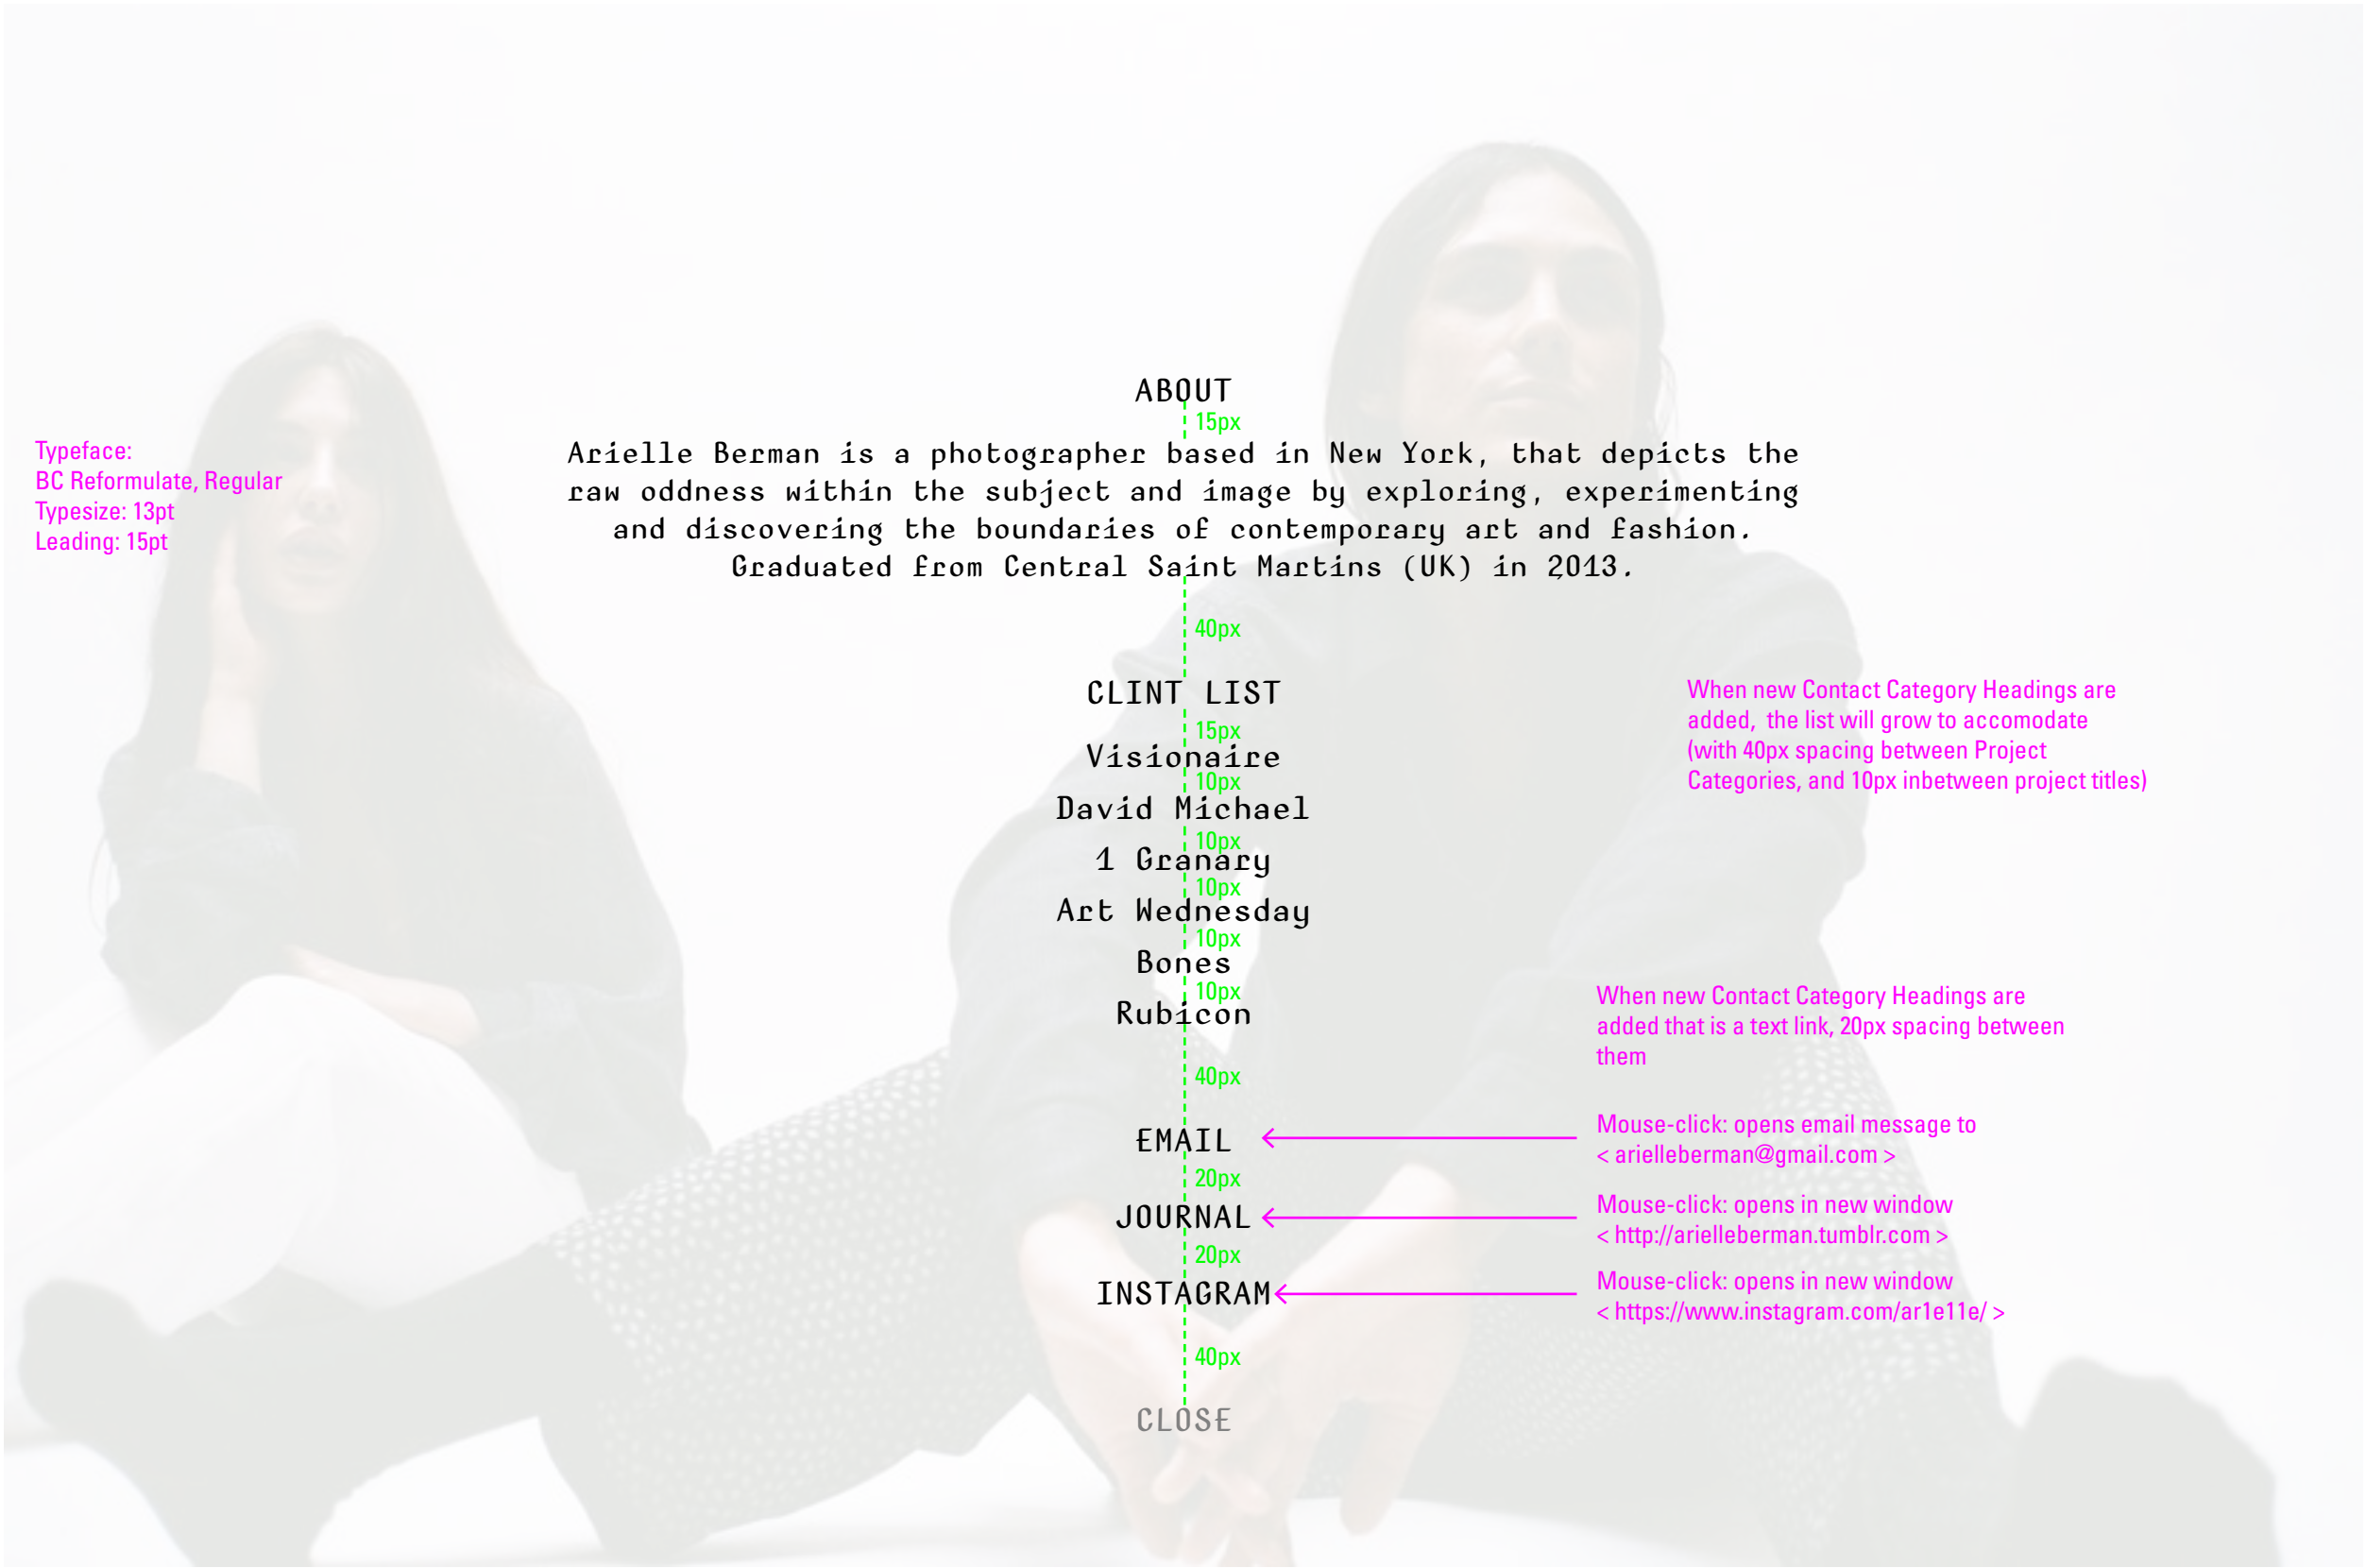 ABOUT
15px
Typeface:
BC Reformulate, Regular
Typesize: 13pt
Leading: 15pt
Arielle Berman is a photographer based in New York, that depicts the
raw oddness within the subject and image by exploring, experimenting
and discovering the boundaries of contemporary art and fashion.
Graduated from Central Saint Martins (UK) in 2013.
40px
CLINT LIST
15px
Visionaire
10px
David Michael
10px
1 Granary
10px
Art Wednesday
10px
Bones
10px
Rubicon
When new Contact Category Headings are
added,  the list will grow to accomodate
(with 40px spacing between Project
Categories, and 10px inbetween project titles)
When new Contact Category Headings are
added that is a text link, 20px spacing between
them
40px
EMAIL
Mouse-click: opens email message to
< arielleberman@gmail.com >
20px
JOURNAL
Mouse-click: opens in new window
< http://arielleberman.tumblr.com >
20px
INSTAGRAM
Mouse-click: opens in new window
< https://www.instagram.com/ar1e11e/ >
40px
CLOSE